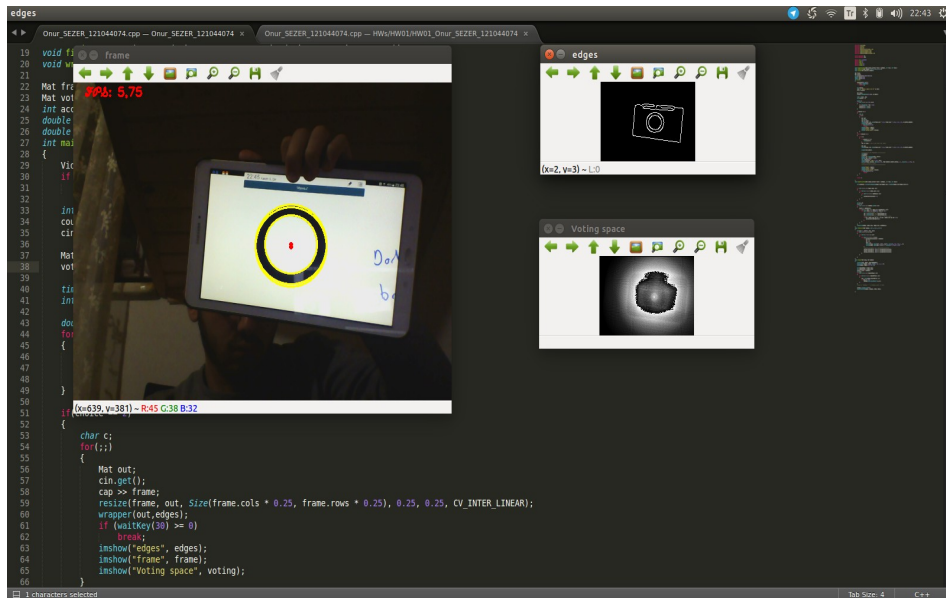 edges
Tr
22:43
Onur_SEZER_121044074.cpp — Onur_SEZER_121044074 ×
Onur_SEZER_121044074.cpp — HWs/HW01/HW01_Onur_SEZER_121044074 ×
frame
FPS: 5,75
(x=639, y=381) ~ R:45 G:38 B:32
edges
(x=2, y=3) ~ L:0
Voting space
19 void fi
20 void w
21
22 Mat fra
23 Mat vot
24 int acc
25 double
26 double
27 int mai
28 {
29 Vid
30 if
31
32
33 int
34 cou
35 cin
36
37 Mat
38 vot
39
40 tim
41 int
42
43 dou
44 for
45 {
46
47
48
49 }
50
51 if(choice == 2)
52 {
53 char c;
54 for(;;)
55 {
56 Mat out;
57 cin.get();
58 cap >> frame;
59 resize(frame, out, Size(frame.cols * 0.25, frame.rows * 0.25), 0.25, 0.25, CV_INTER_LINEAR);
60 wrapper(out,edges);
61 if (waitKey(30) >= 0)
62 break;
63 imshow("edges", edges);
64 imshow("frame", frame);
65 imshow("Voting space", voting);
66 }
1 characters selected
Tab Size: 4
C++